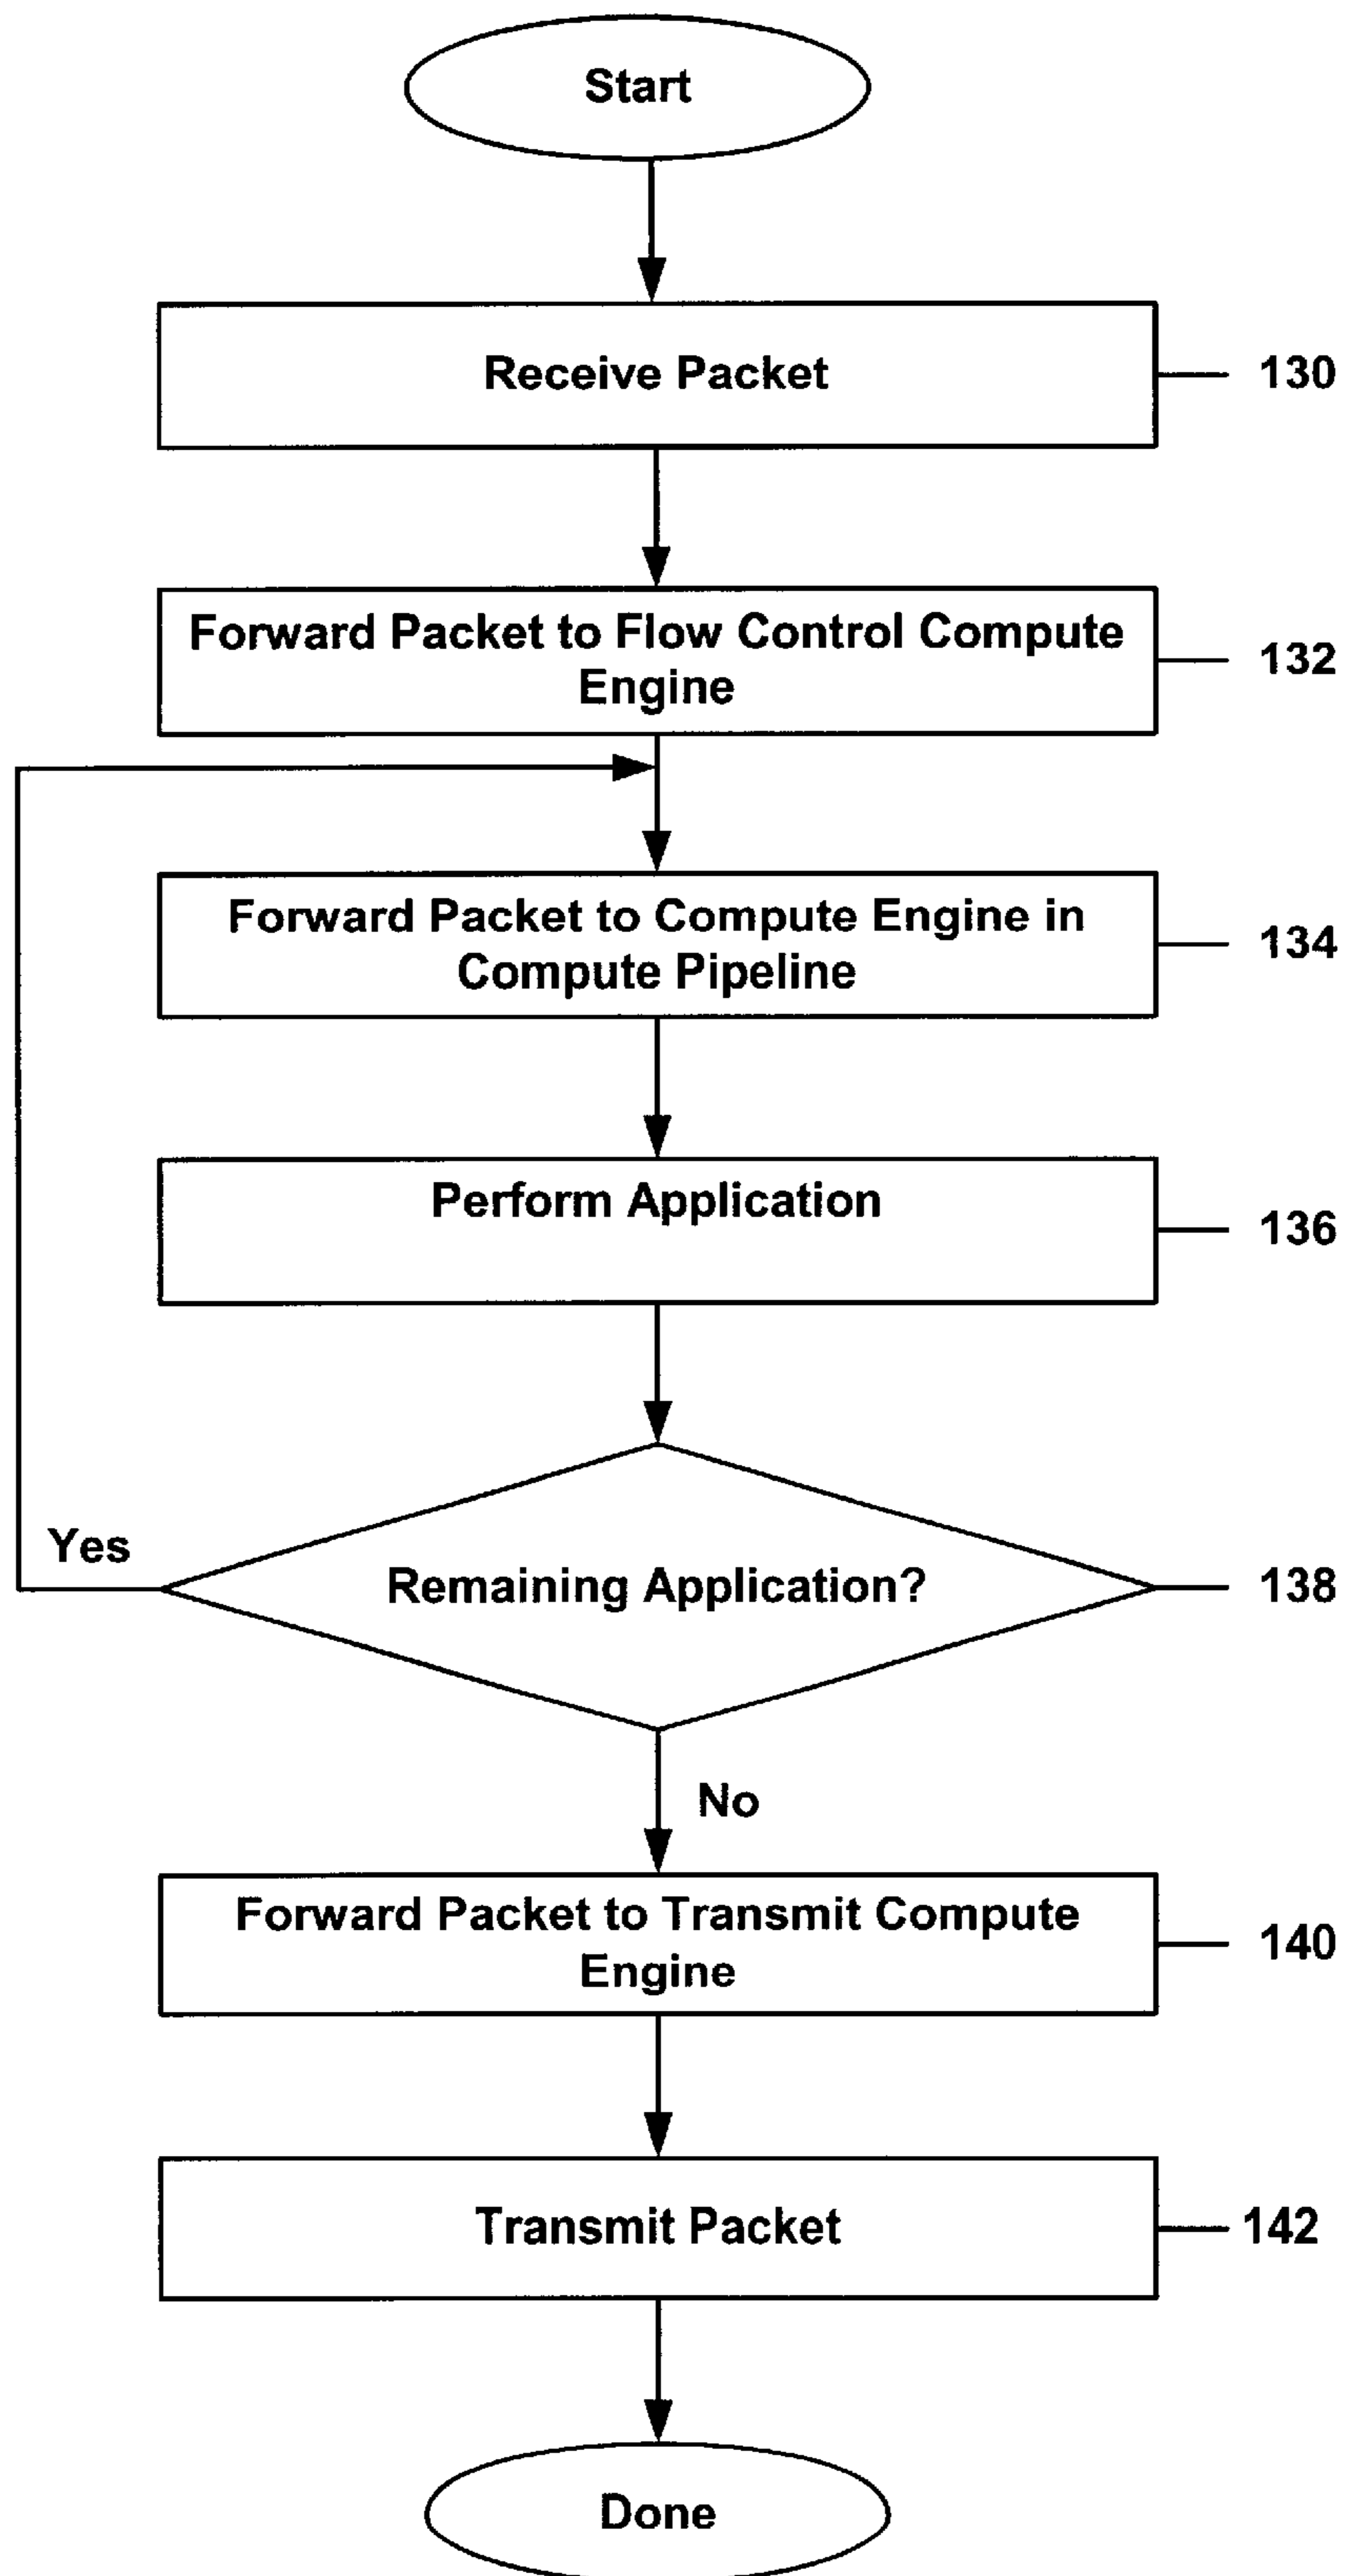 Start
Receive Packet
130
Forward Packet to Flow Control Compute
Engine
132
Forward Packet to Compute Engine in
Compute Pipeline
134
Perform Application
136
Yes
Remaining Application?
138
No
Forward Packet to Transmit Compute
Engine
140
Transmit Packet
142
Done